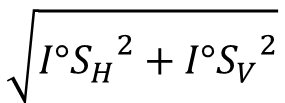 √(I°S_H² + I°S_V²)